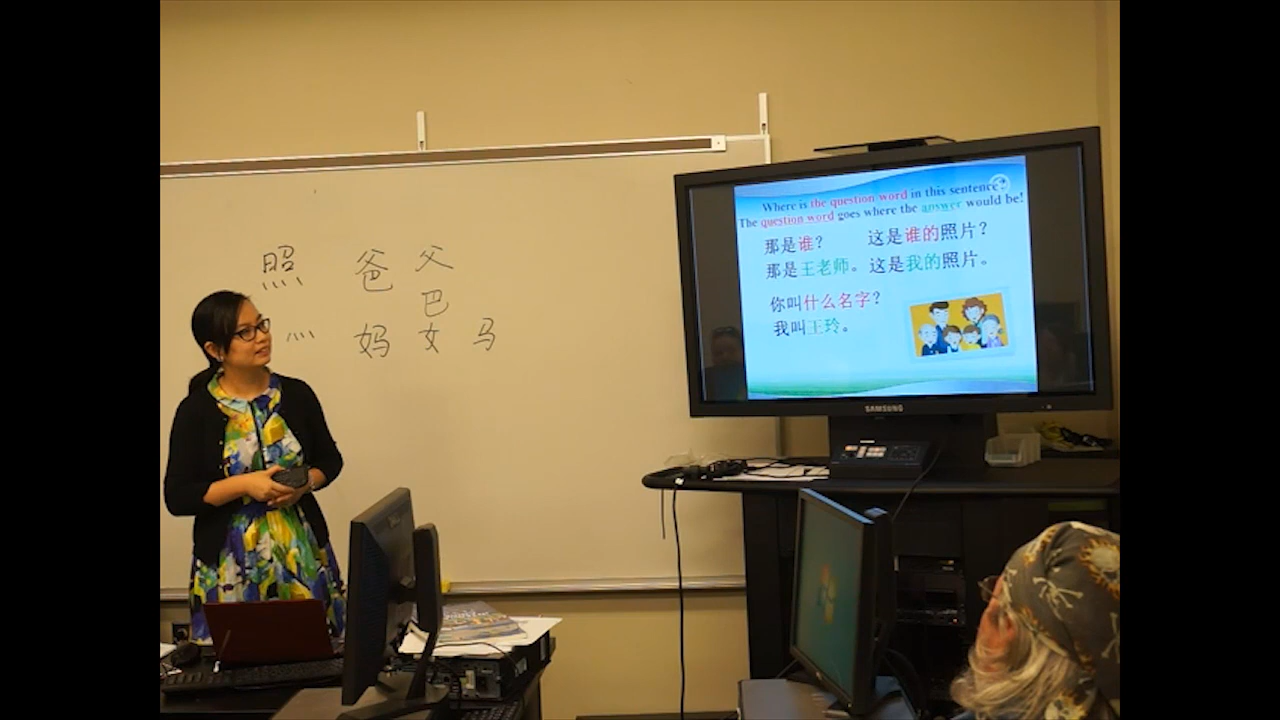 照 爸 父
巴
灬 妈 女 马
Where is the question word in this sentence?
The question word goes where the answer would be!
那是谁? 这是谁的照片?
那是王老师。这是我的照片。
你叫什么名字?
我叫王玲。
SAMSUNG